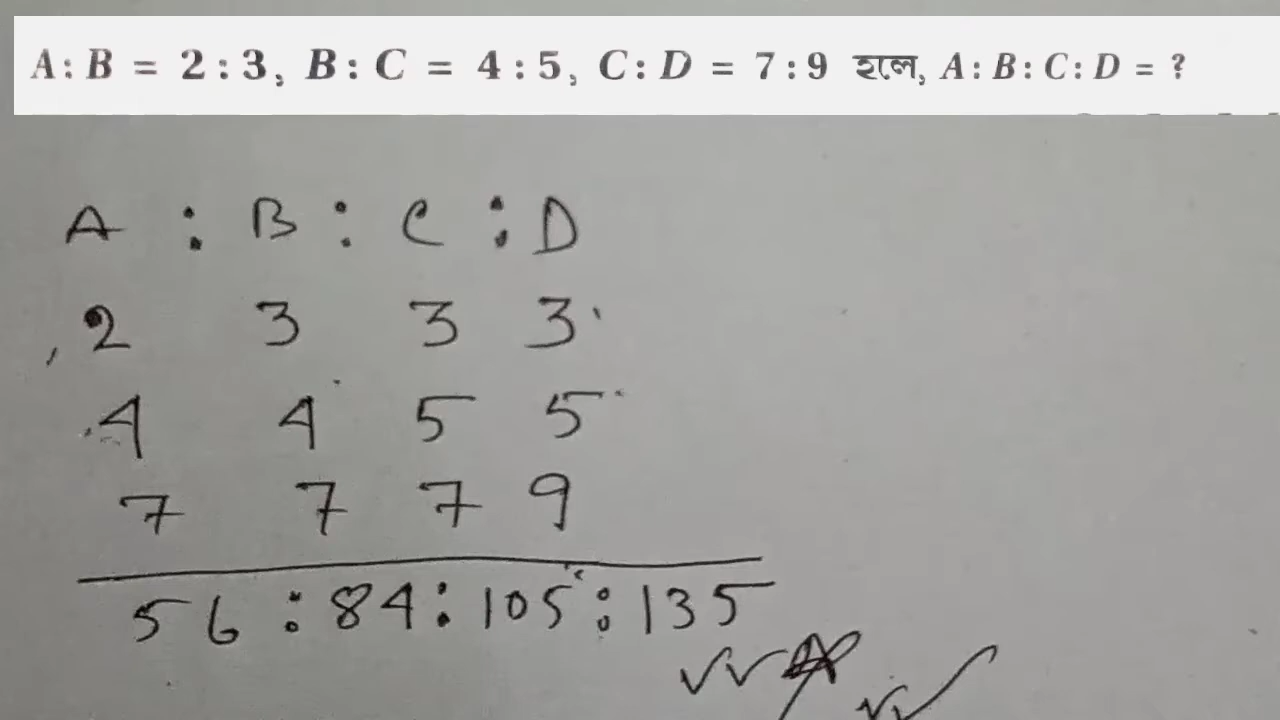 A : B = 2 : 3, B : C = 4 : 5, C : D = 7 : 9 হলে, A : B : C : D = ?
A : B : C : D
2 3 3 3
4 4 5 5
7 7 7 9
56 : 84 : 105 : 135